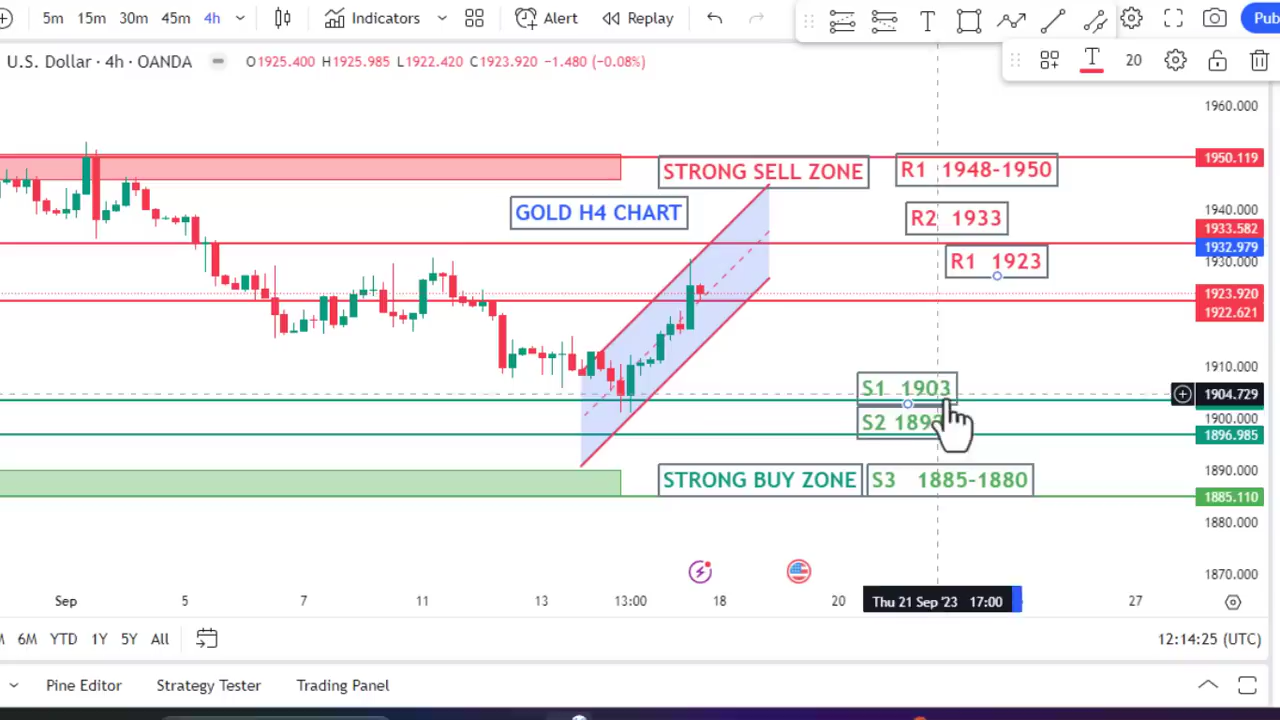 5m 15m 30m 45m 4h Indicators Alert Replay Pub
U.S. Dollar · 4h · OANDA O1925.400 H1925.985 L1922.420 C1923.920 −1.480 (−0.08%)
T 20
1960.000
1950.119
STRONG SELL ZONE
R1 1948-1950
GOLD H4 CHART
R2 1933
1940.000
1933.582
1932.979
1930.000
R1 1923
1923.920
1922.621
1910.000
S1 1903
1904.729
1900.000
S2
1896.985
1890.000
STRONG BUY ZONE
S3 1885-1880
1885.110
1880.000
1870.000
Sep 5 7 11 13 13:00 18 20 Thu 21 Sep '23 17:00 27
6M YTD 1Y 5Y All 12:14:25 (UTC)
Pine Editor Strategy Tester Trading Panel